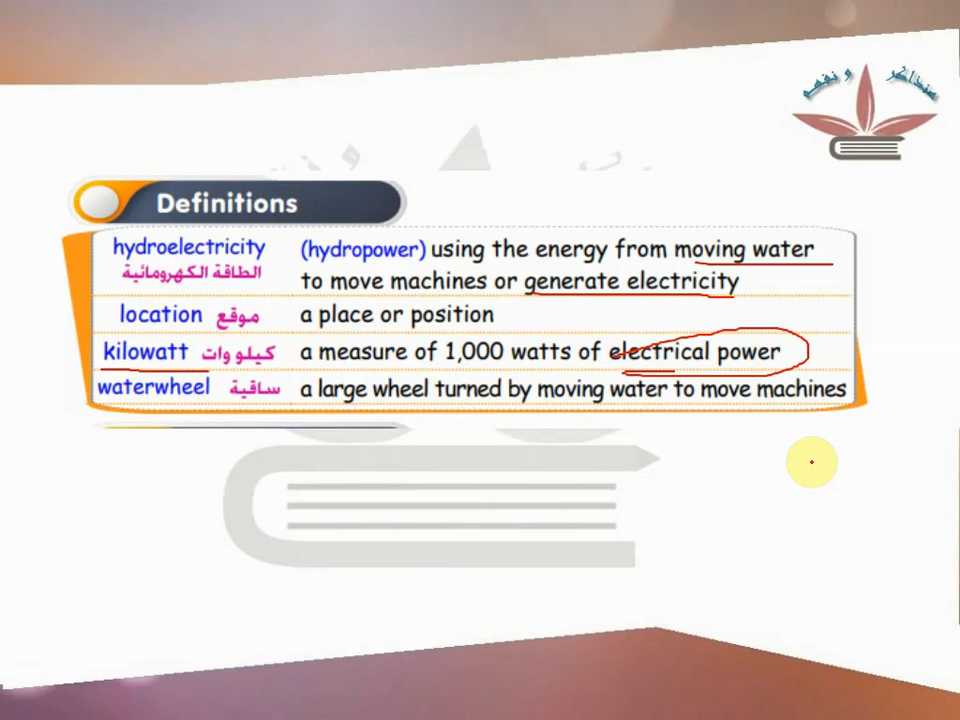 هنذاكر و نفهم
Definitions
hydroelectricity (hydropower) using the energy from moving water
الطاقة الكهرومائية to move machines or generate electricity
location موقع a place or position
kilowatt كيلو وات a measure of 1,000 watts of electrical power
waterwheel ساقية a large wheel turned by moving water to move machines